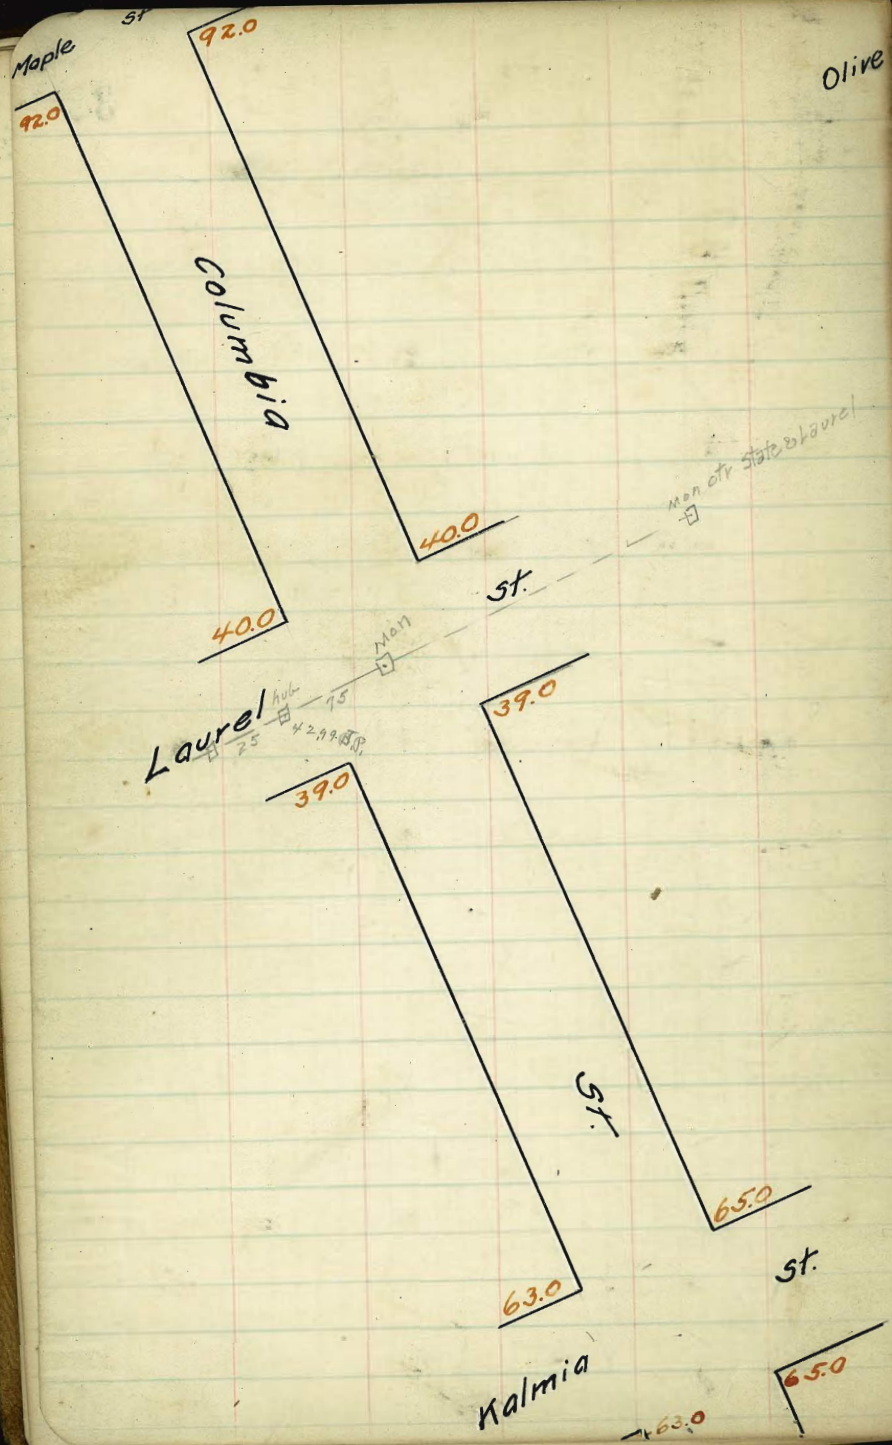 Maple St
92.0
92.0
Olive
Columbia
Mon ctr State & Laurel
40.0
40.0
St.
Mon
hub
75
Laurel
25
39.0
39.0
St.
65.0
63.0
St.
Kalmia
65.0
63.0